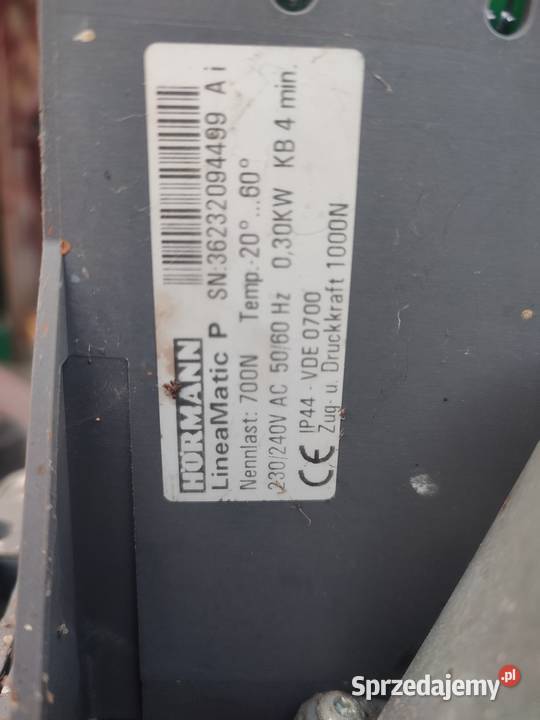 HÖRMANN
LineaMatic P SN:36232094499 A i
Nennlast: 700N Temp.-20° ...60°
230/240V AC 50/60 Hz 0,30KW KB 4 min.
CE IP44 - VDE 0700
Zug- u. Druckkraft 1000N
Sprzedajemy.pl